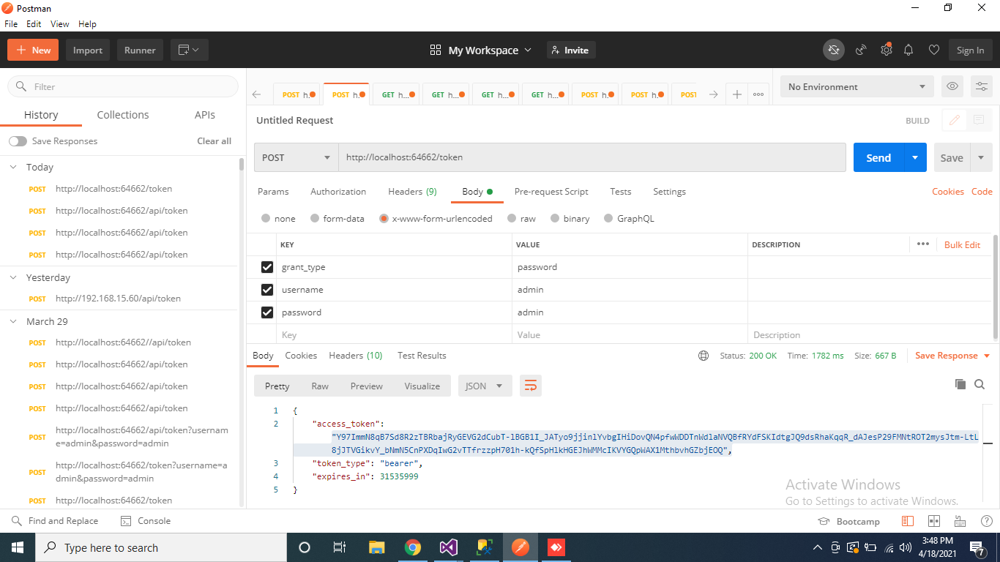 Postman
File Edit View Help
New Import Runner My Workspace Invite Sign In
Filter
History Collections APIs
Save Responses Clear all
Today
POST http://localhost:64662/token
POST http://localhost:64662/api/token
POST http://localhost:64662/api/token
POST http://localhost:64662/api/token
Yesterday
POST http://192.168.15.60/api/token
March 29
POST http://localhost:64662//api/token
POST http://localhost:64662/api/token
POST http://localhost:64662/api/token
POST http://localhost:64662/api/token
POST http://localhost:64662/api/token?usernam
e=admin&password=admin
POST http://localhost:64662/token?username=a
dmin&password=admin
POST http://localhost:64662/token
POST h. POST h. GET h... GET h... GET h... GET h... POST h. POST h. POST
No Environment
Untitled Request BUILD
POST http://localhost:64662/token Send Save
Params Authorization Headers (9) Body Pre-request Script Tests Settings Cookies Code
none form-data x-www-form-urlencoded raw binary GraphQL
KEY VALUE DESCRIPTION Bulk Edit
grant_type password
username admin
password admin
Key Value Description
Body Cookies Headers (10) Test Results Status: 200 OK Time: 1782 ms Size: 667 B Save Response
Pretty Raw Preview Visualize JSON
1 {
2 "access_token":
"Y97ImmN8qB7Sd8R2zTBRbajRyGEVG2dCubT-lBGB1I_JATyo9jjinlYvbgIHiDovQN4pfwWDDTnWdlaNVQBfRYdFSKIdtgJQ9dsRhaKqqR_dAJesP29FMNtROT2mysJtm-LtL
8jJTVGikvY_bNmN5CnPXDqIwG2vTTfrzzpH701h-kQfSpHlkHGEJhWMMcIKVYGQpWAX1MthbvhGZbjEOQ",
3 "token_type": "bearer",
4 "expires_in": 31535999
5 }
Activate Windows
Go to Settings to activate Windows.
Find and Replace Console Bootcamp
Type here to search
3:48 PM
4/18/2021
7